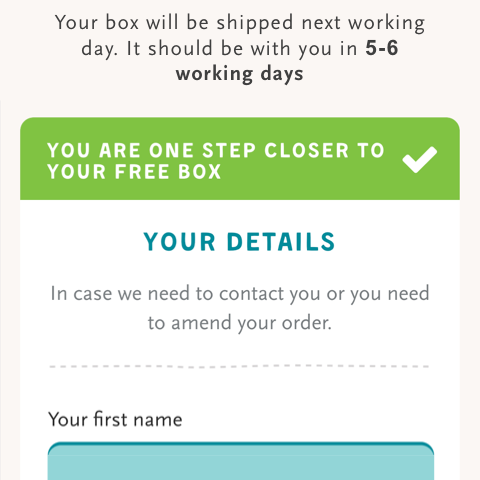 Your box will be shipped next working
day. It should be with you in 5-6
working days
YOU ARE ONE STEP CLOSER TO
YOUR FREE BOX
YOUR DETAILS
In case we need to contact you or you need
to amend your order.
Your first name